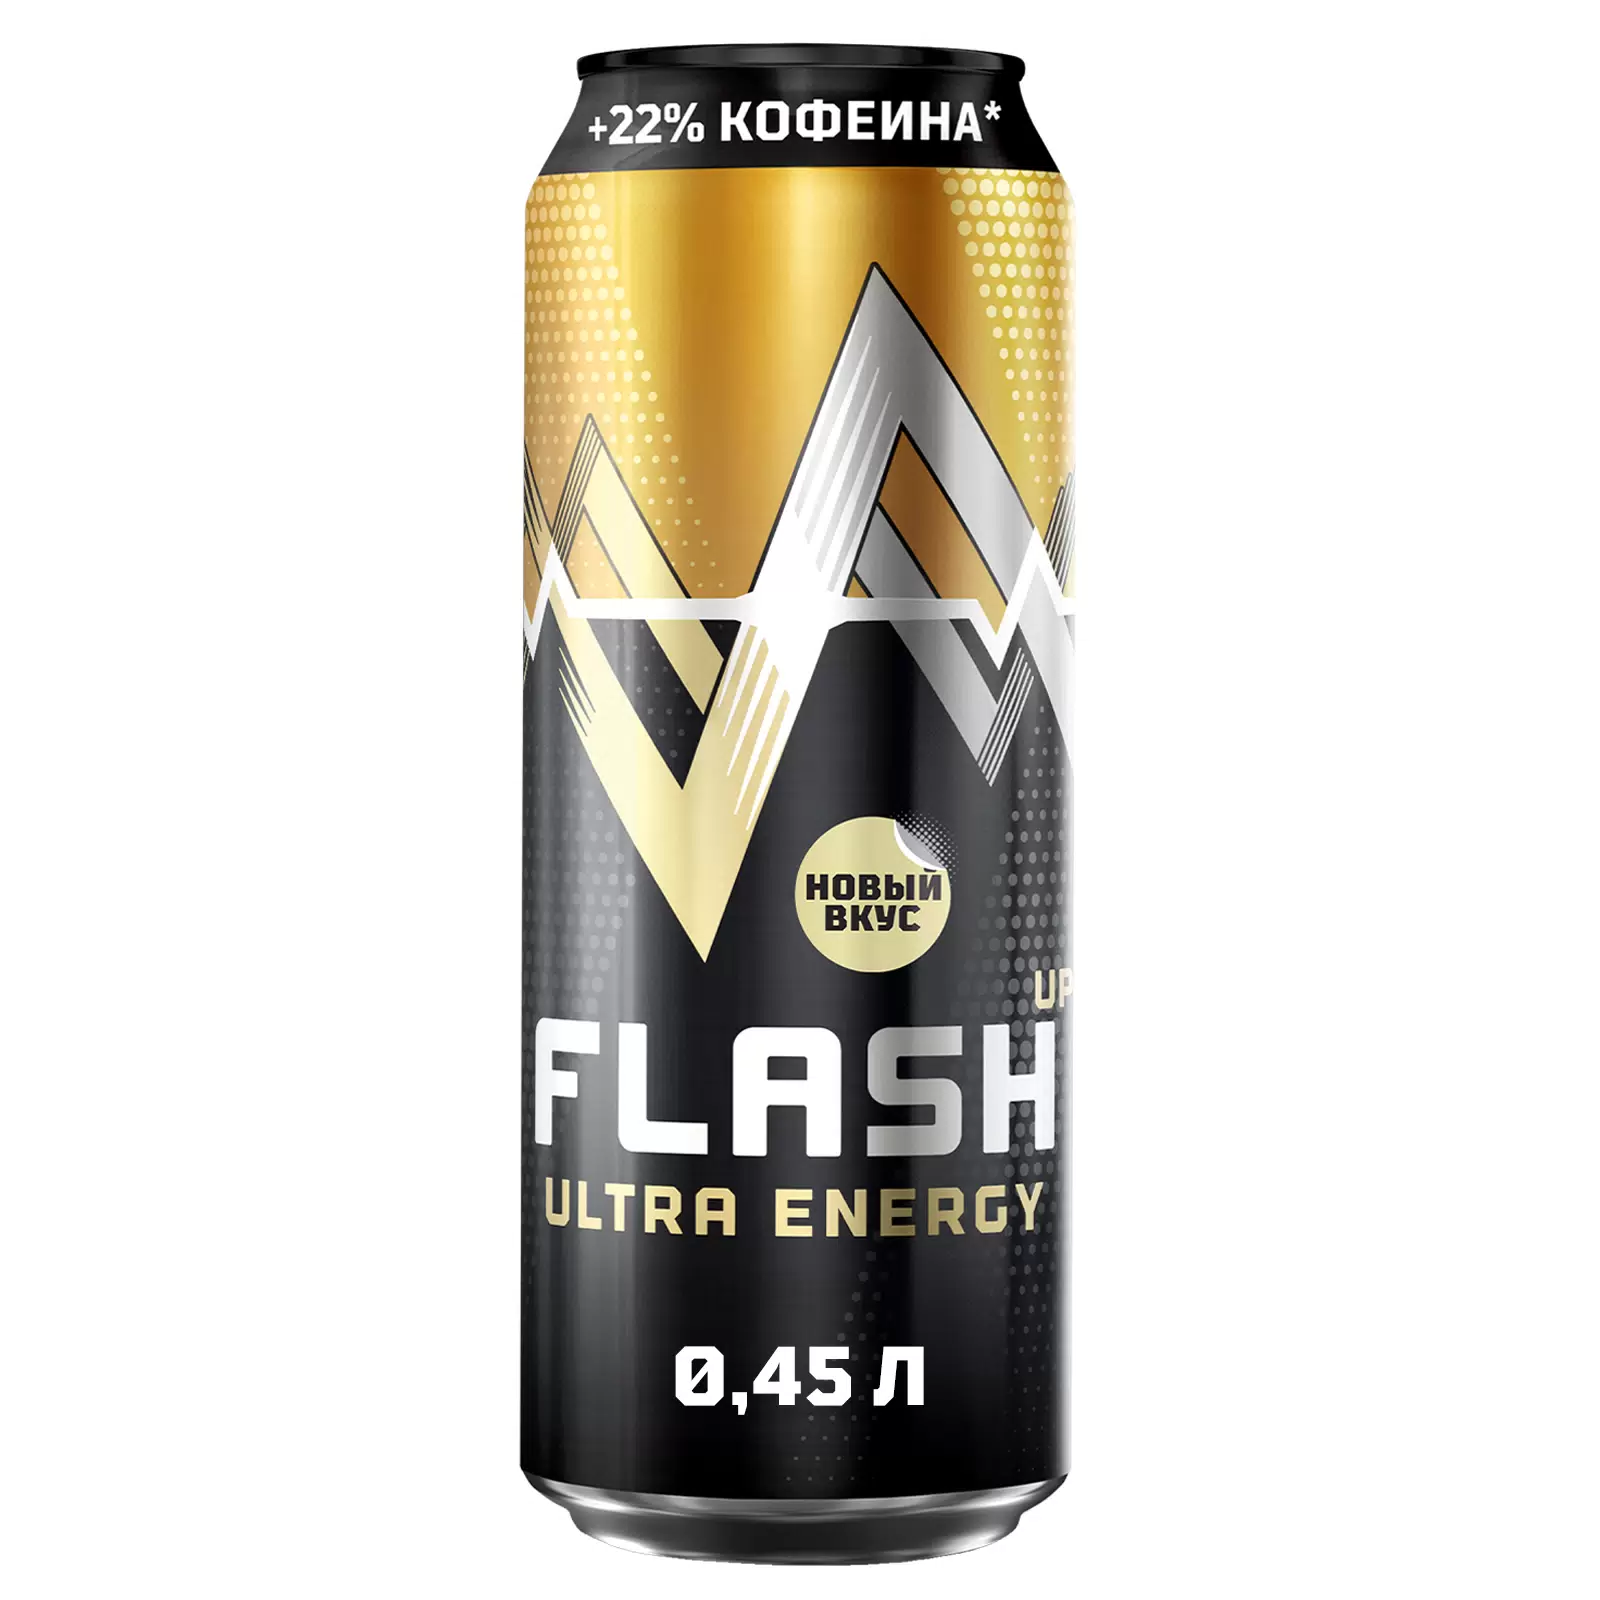 +22% КОФЕИНА*
НОВЫЙ
ВКУС
UP
FLASH
ULTRA ENERGY
0,45 Л